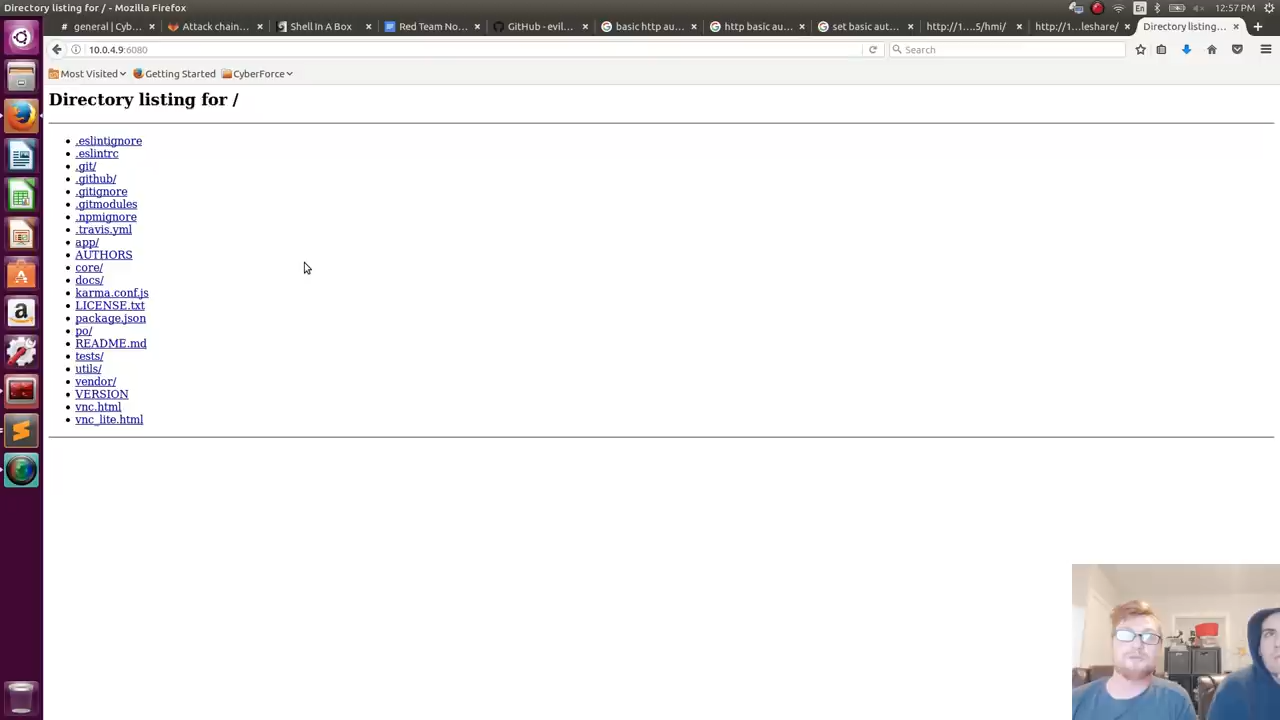 Directory listing for / - Mozilla Firefox
En
12:57 PM
general | Cyb...
Attack chain...
Shell In A Box
Red Team No...
GitHub - evil...
basic http au...
http basic au...
set basic aut...
http://1....5/hmi/
http://1...leshare/
Directory listing...
10.0.4.9:6080
Search
Most Visited
Getting Started
CyberForce
Directory listing for /
.eslintignore
.eslintrc
.git/
.github/
.gitignore
.gitmodules
.npmignore
.travis.yml
app/
AUTHORS
core/
docs/
karma.conf.js
LICENSE.txt
package.json
po/
README.md
tests/
utils/
vendor/
VERSION
vnc.html
vnc_lite.html